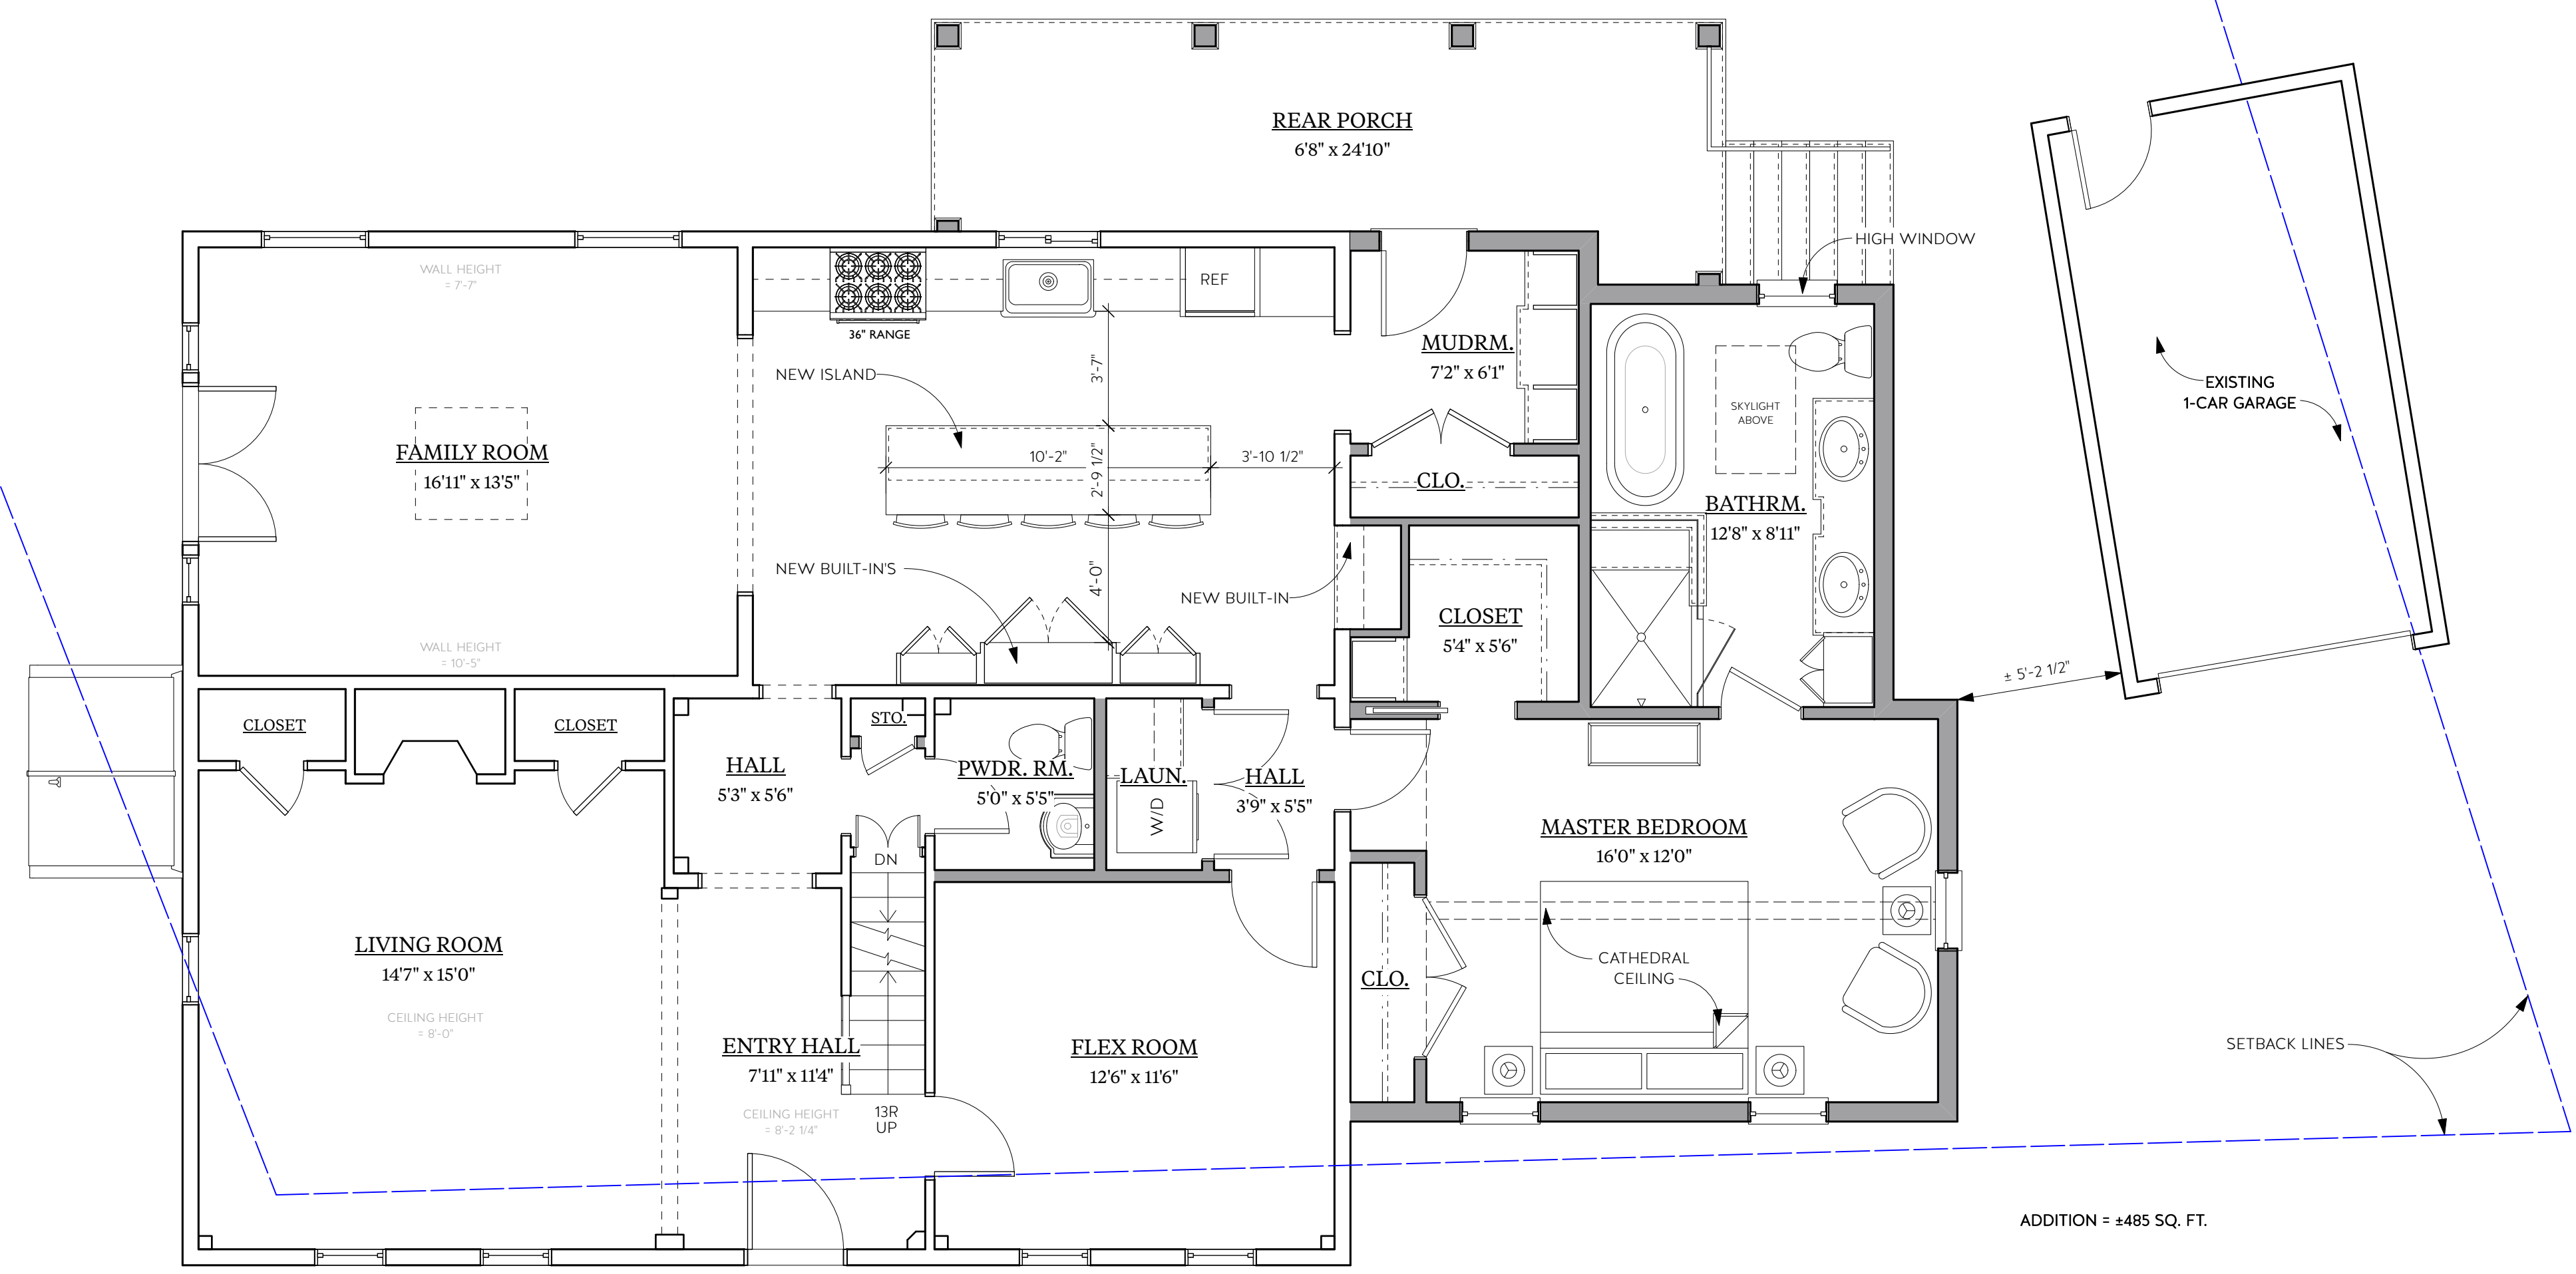 REAR PORCH
6'8" x 24'10"
HIGH WINDOW
WALL HEIGHT
= 7'-7"
REF
36" RANGE
MUDRM.
7'2" x 6'1"
NEW ISLAND
3'-7"
EXISTING
1-CAR GARAGE
SKYLIGHT
ABOVE
FAMILY ROOM
16'11" x 13'5"
10'-2"
2'-9 1/2"
3'-10 1/2"
CLO.
BATHRM.
12'8" x 8'11"
NEW BUILT-IN'S
4'-0"
NEW BUILT-IN
CLOSET
5'4" x 5'6"
WALL HEIGHT
= 10'-5"
± 5'-2 1/2"
CLOSET
CLOSET
STO.
HALL
5'3" x 5'6"
PWDR. RM.
5'0" x 5'5"
LAUN.
W/D
HALL
3'9" x 5'5"
MASTER BEDROOM
16'0" x 12'0"
DN
LIVING ROOM
14'7" x 15'0"
CEILING HEIGHT
= 8'-0"
CATHEDRAL
CEILING
CLO.
ENTRY HALL
7'11" x 11'4"
CEILING HEIGHT
= 8'-2 1/4"
13R
UP
FLEX ROOM
12'6" x 11'6"
SETBACK LINES
ADDITION = ±485 SQ. FT.